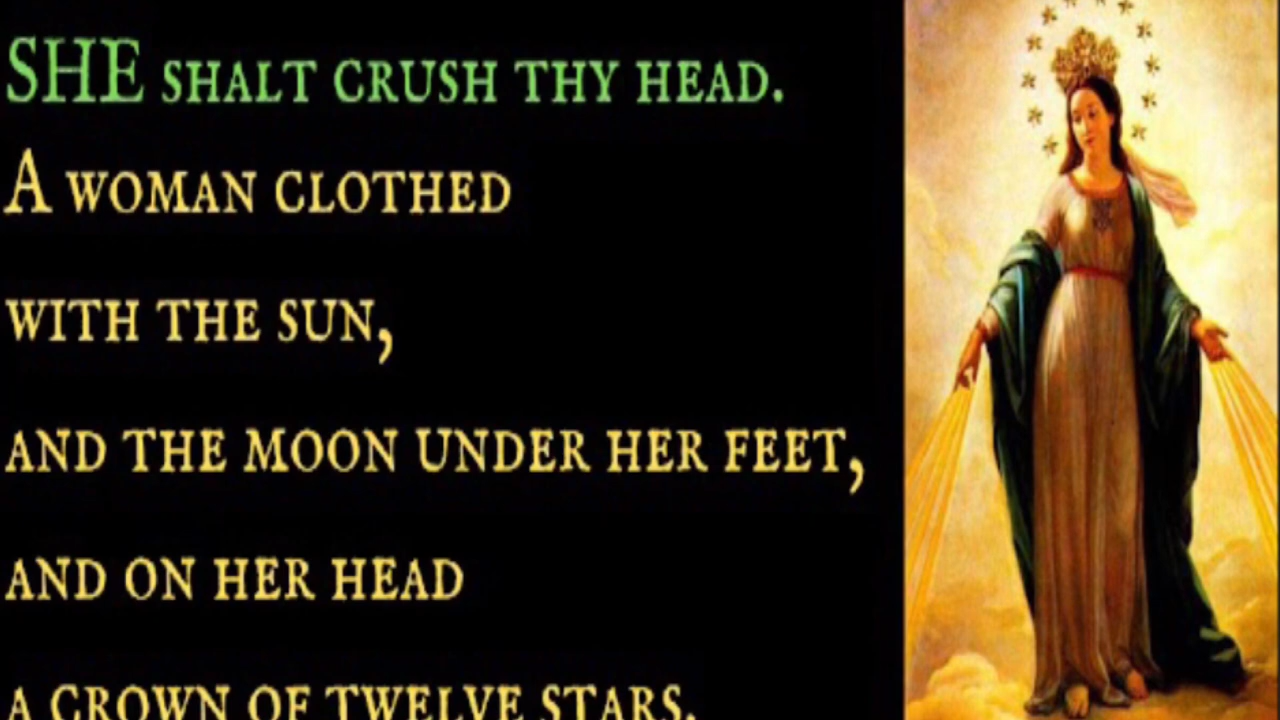 SHE SHALT CRUSH THY HEAD.
A WOMAN CLOTHED
WITH THE SUN,
AND THE MOON UNDER HER FEET,
AND ON HER HEAD
A CROWN OF TWELVE STARS.